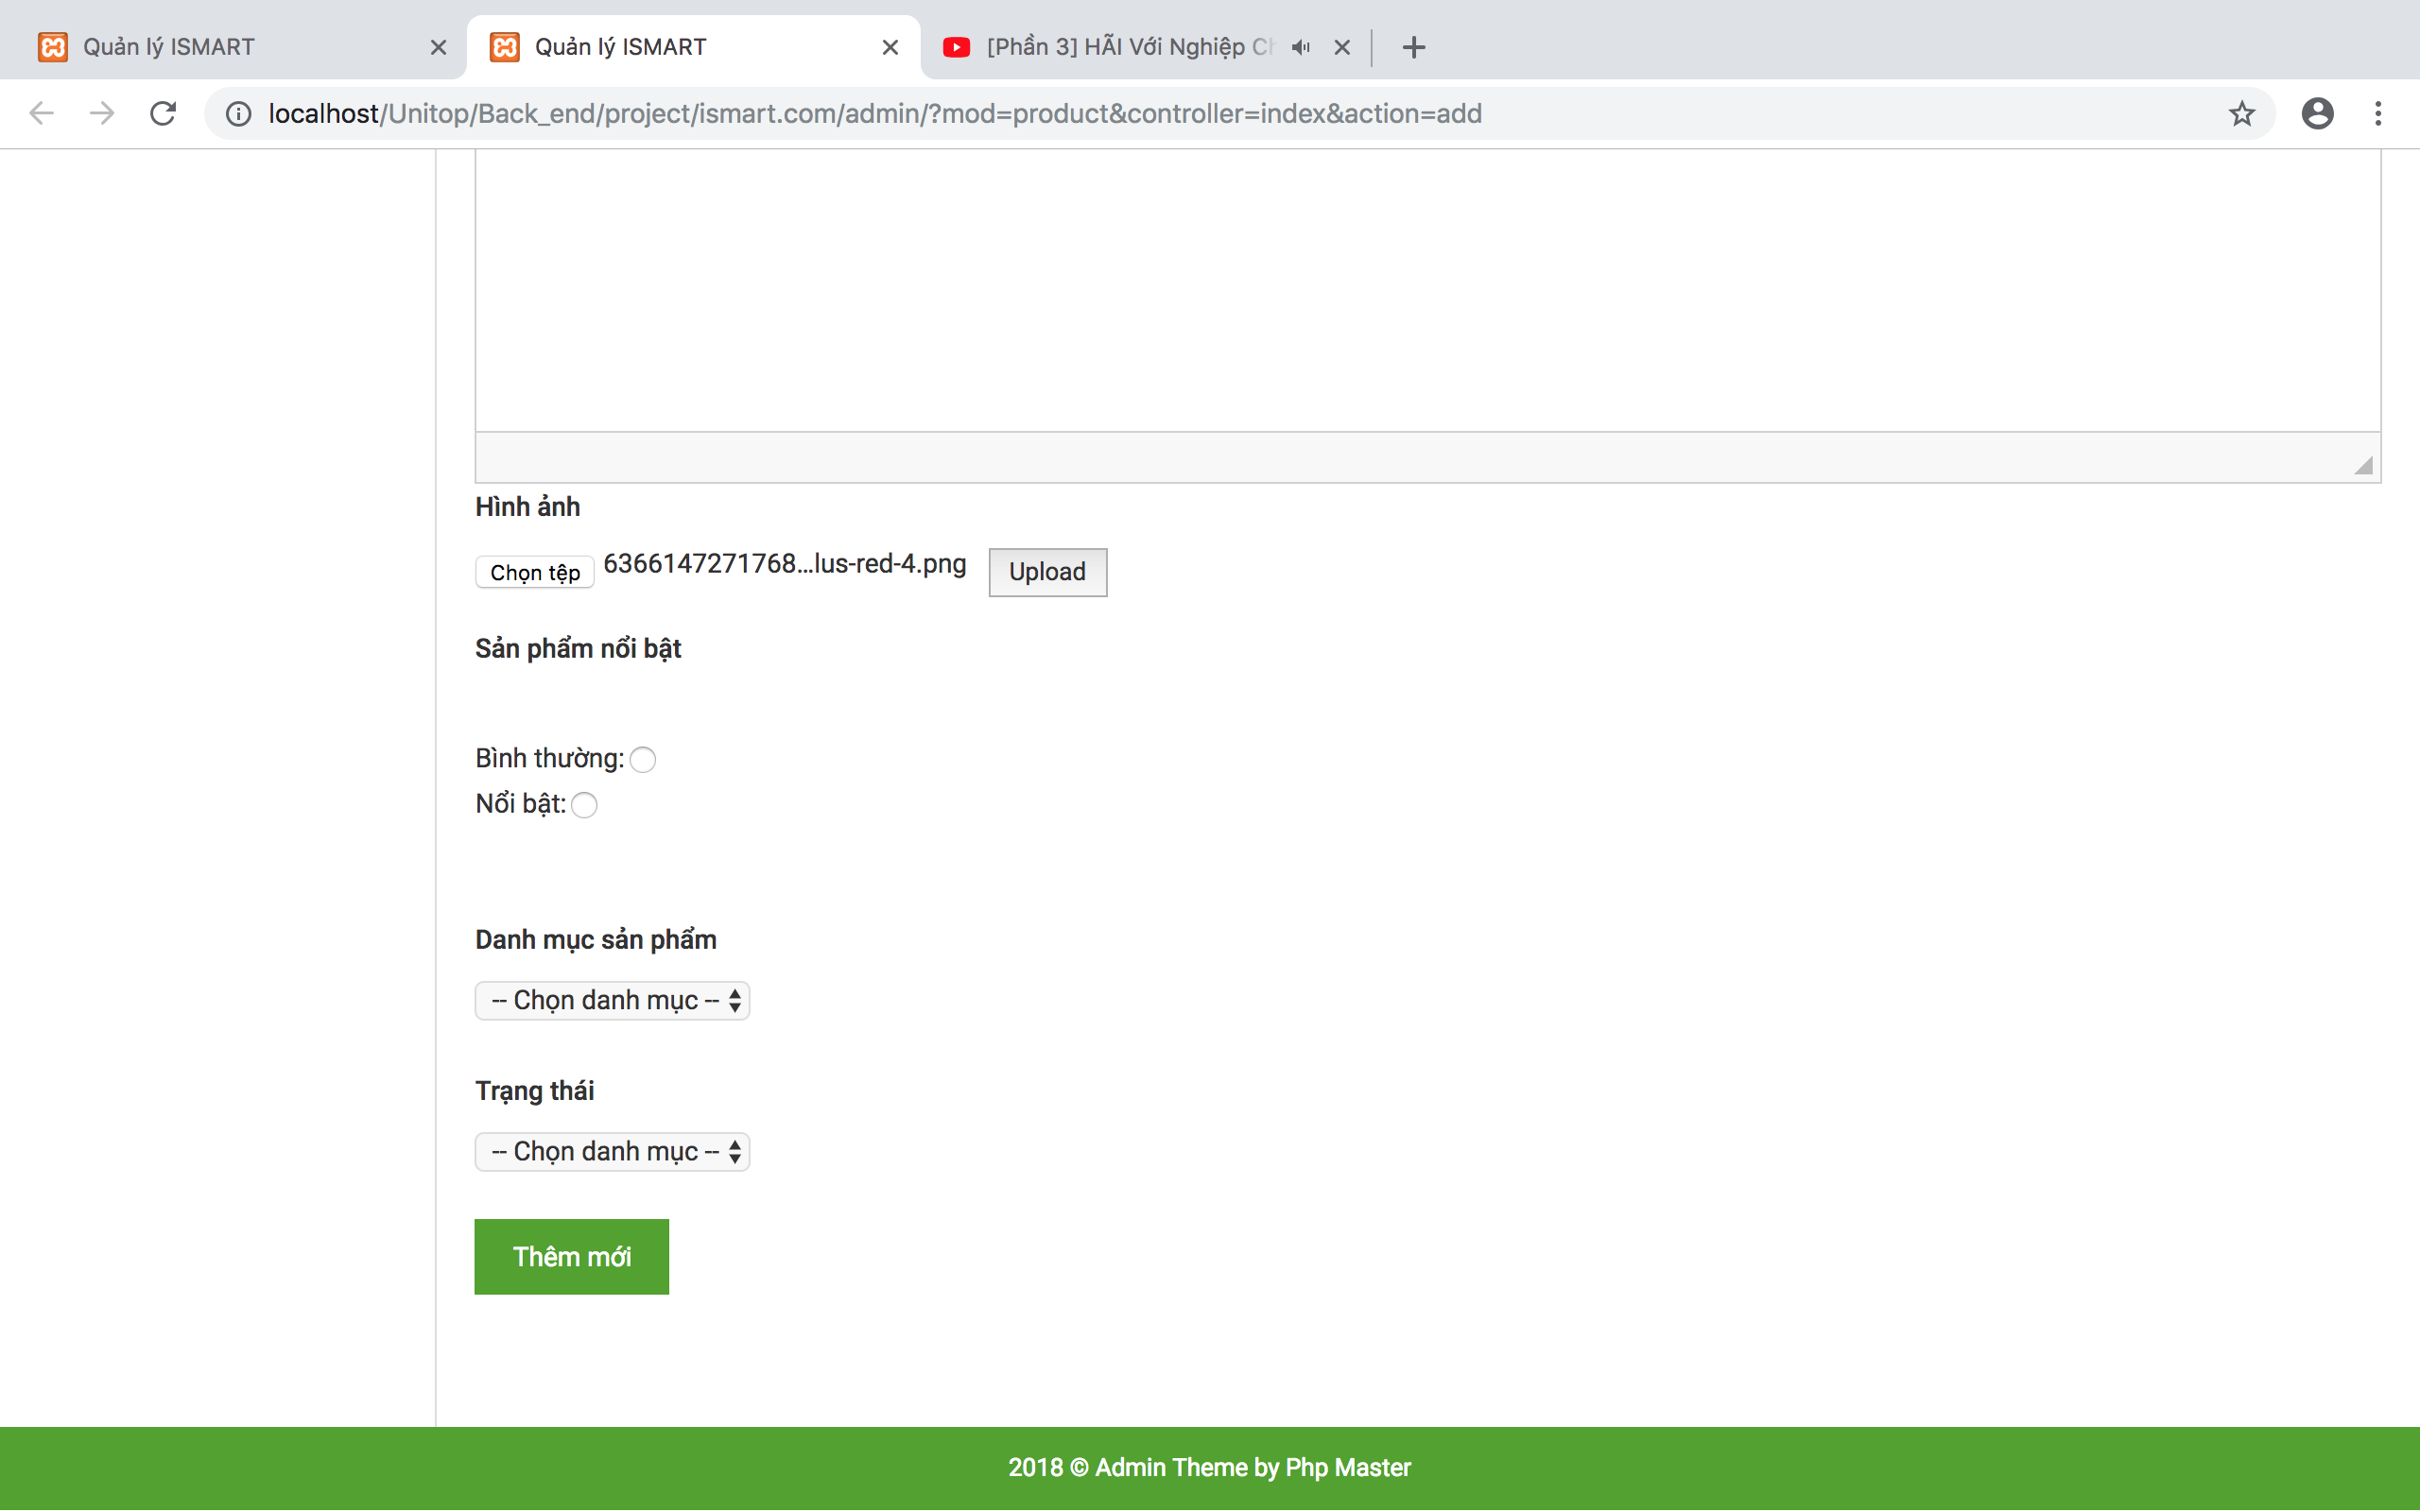 Quản lý ISMART
Quản lý ISMART
[Phần 3] HÃI Với Nghiệp
localhost/Unitop/Back_end/project/ismart.com/admin/?mod=product&controller=index&action=add
Hình ảnh
Chọn tệp 6366147271768...lus-red-4.png Upload
Sản phẩm nổi bật
Bình thường:
Nổi bật:
Danh mục sản phẩm
-- Chọn danh mục --
Trạng thái
-- Chọn danh mục --
Thêm mới
2018 © Admin Theme by Php Master